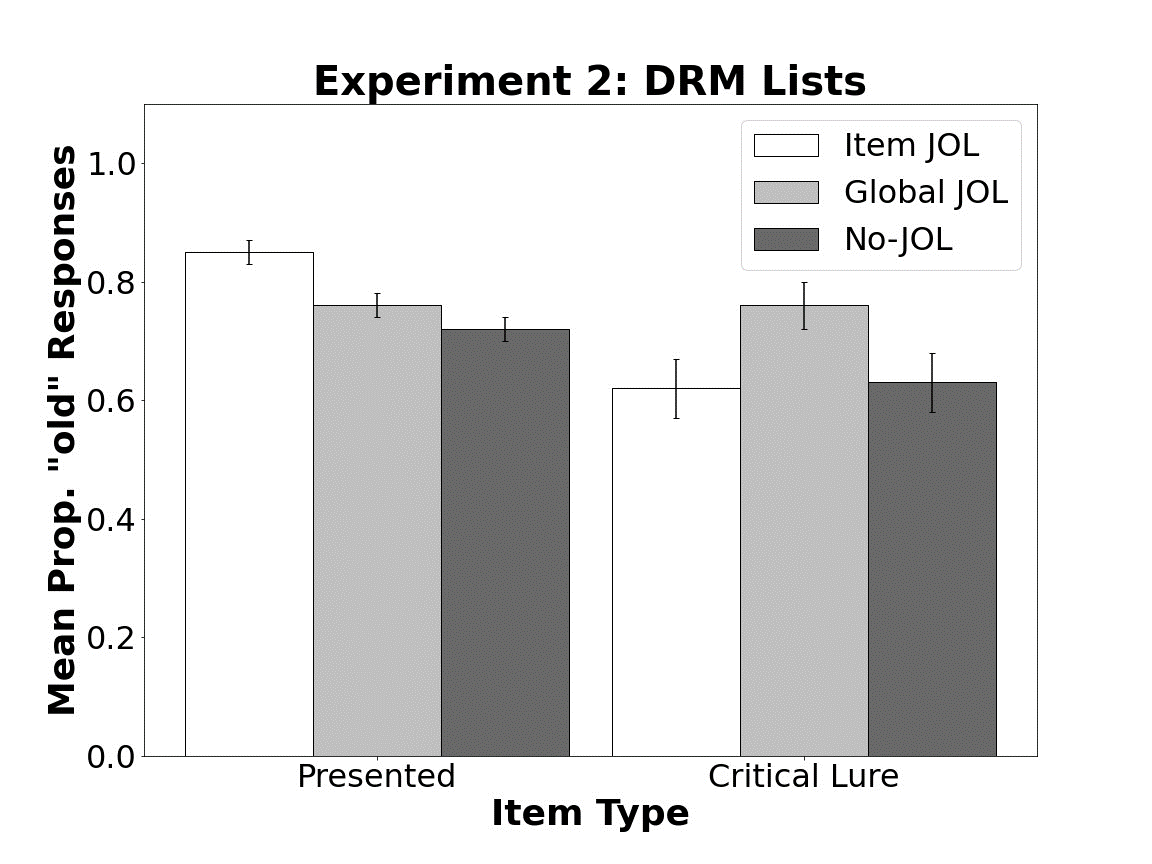 Experiment 2: DRM Lists
Mean Prop. "old" Responses
1.0
0.8
0.6
0.4
0.2
0.0
Item JOL
Global JOL
No-JOL
Presented
Critical Lure
Item Type